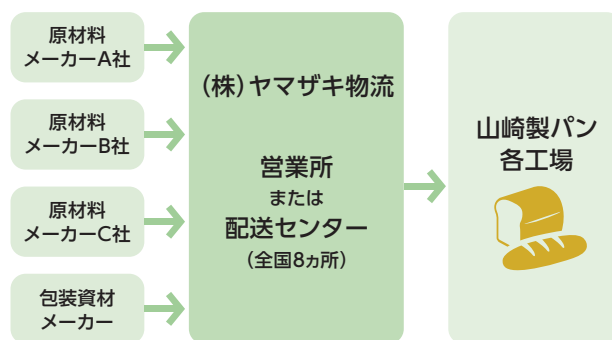 原材料
メーカーA社
原材料
メーカーB社
原材料
メーカーC社
包装資材
メーカー
(株)ヤマザキ物流
営業所
または
配送センター
(全国8ヵ所)
山崎製パン
各工場